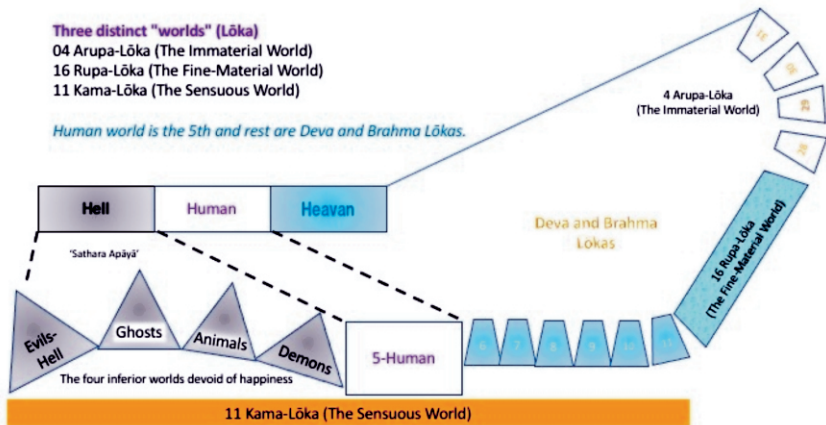 Three distinct "worlds" (Lōka)
04 Arupa-Lōka (The Immaterial World)
16 Rupa-Lōka (The Fine-Material World)
11 Kama-Lōka (The Sensuous World)
Human world is the 5th and rest are Deva and Brahma Lōkas.
31
30
29
28
4 Arupa-Lōka
(The Immaterial World)
Hell
Human
Heavan
Deva and Brahma
Lōkas
16 Rupa-Lōka
(The Fine-Material World)
'Sathara Apāyā'
Evils-
Hell
Ghosts
Animals
Demons
5-Human
6
7
8
9
10
11
The four inferior worlds devoid of happiness
11 Kama-Lōka (The Sensuous World)